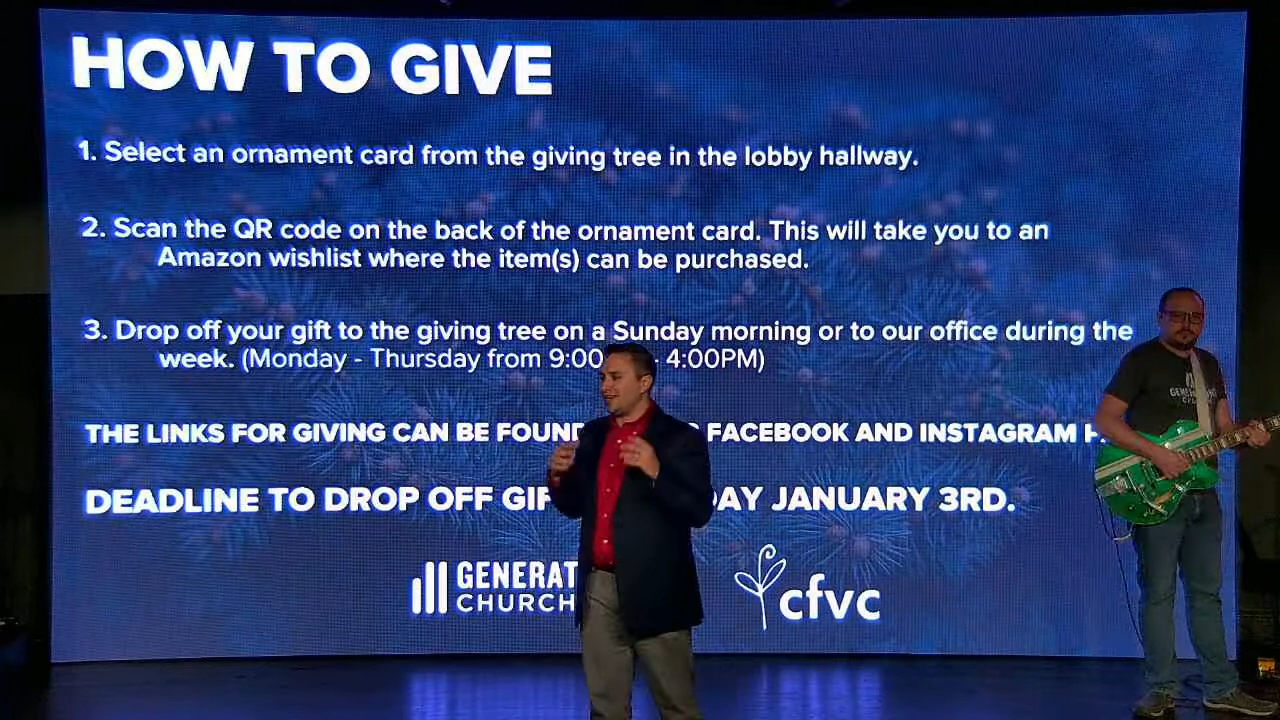 HOW TO GIVE
1. Select an ornament card from the giving tree in the lobby hallway.
2. Scan the QR code on the back of the ornament card. This will take you to an
Amazon wishlist where the item(s) can be purchased.
3. Drop off your gift to the giving tree on a Sunday morning or to our office during the
week. (Monday - Thursday from 9:00 - 4:00PM)
THE LINKS FOR GIVING CAN BE FOUND FACEBOOK AND INSTAGRAM
DEADLINE TO DROP OFF JANUARY 3RD.
GENERAT
CHURCH
cfvc